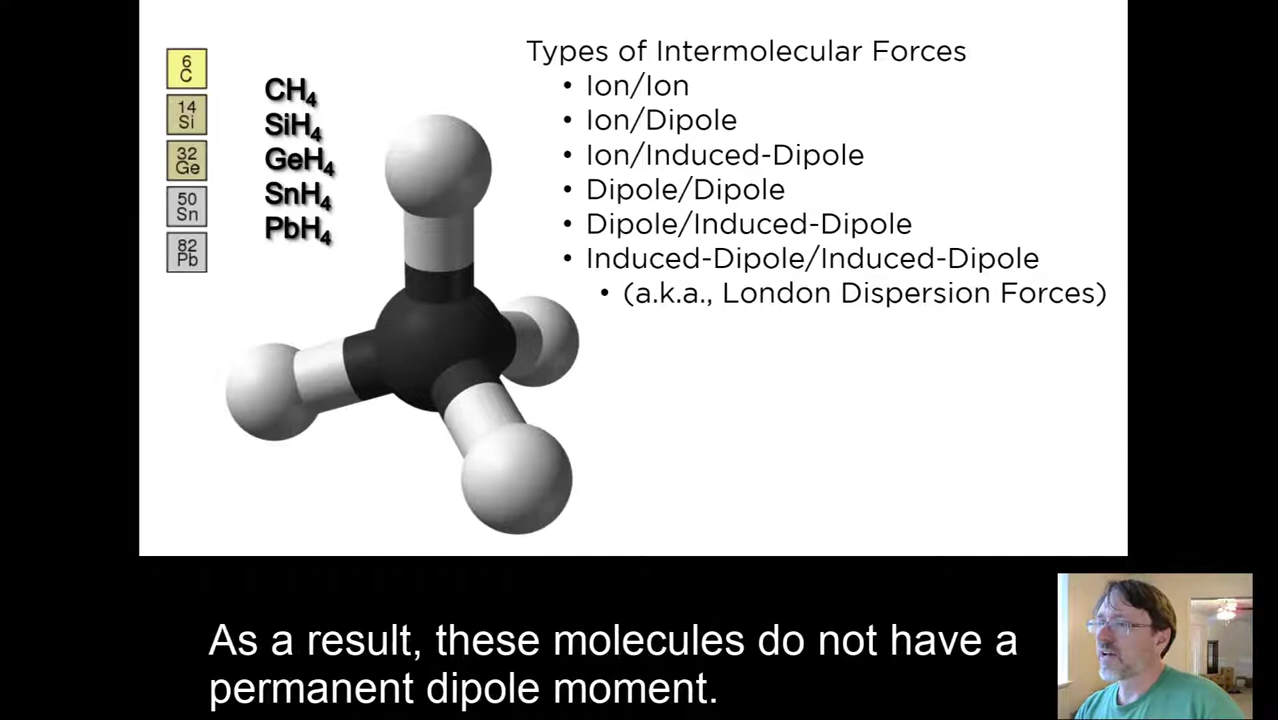 6
C
14
Si
32
Ge
50
Sn
82
Pb
CH₄
SiH₄
GeH₄
SnH₄
PbH₄
Types of Intermolecular Forces
• Ion/Ion
• Ion/Dipole
• Ion/Induced-Dipole
• Dipole/Dipole
• Dipole/Induced-Dipole
• Induced-Dipole/Induced-Dipole
• (a.k.a., London Dispersion Forces)
As a result, these molecules do not have a
permanent dipole moment.